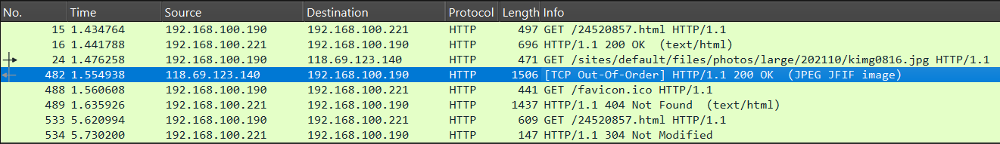 No. Time Source Destination Protocol Length Info
15 1.434764 192.168.100.190 192.168.100.221 HTTP 497 GET /24520857.html HTTP/1.1
16 1.441788 192.168.100.221 192.168.100.190 HTTP 696 HTTP/1.1 200 OK (text/html)
24 1.476258 192.168.100.190 118.69.123.140 HTTP 471 GET /sites/default/files/photos/large/202110/kimg0816.jpg HTTP/1.1
482 1.554938 118.69.123.140 192.168.100.190 HTTP 1506 [TCP Out-Of-Order] HTTP/1.1 200 OK (JPEG JFIF image)
488 1.560608 192.168.100.190 192.168.100.221 HTTP 441 GET /favicon.ico HTTP/1.1
489 1.635926 192.168.100.221 192.168.100.190 HTTP 1437 HTTP/1.1 404 Not Found (text/html)
533 5.620994 192.168.100.190 192.168.100.221 HTTP 609 GET /24520857.html HTTP/1.1
534 5.730200 192.168.100.221 192.168.100.190 HTTP 147 HTTP/1.1 304 Not Modified